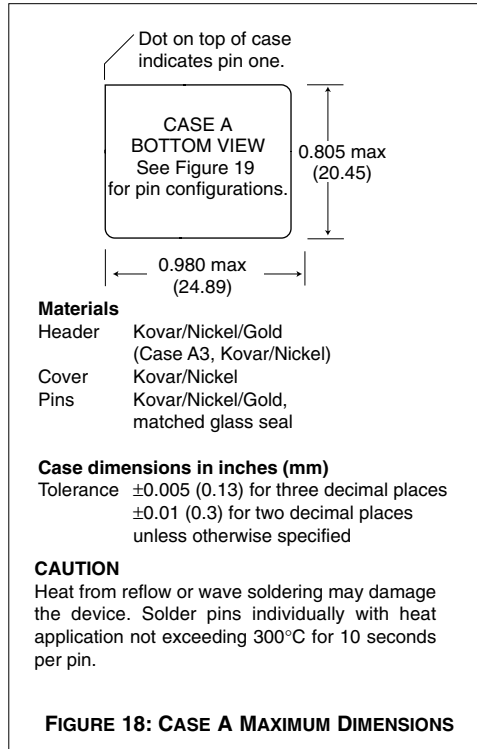 Dot on top of case
indicates pin one.
CASE A
BOTTOM VIEW
See Figure 19
for pin configurations.
0.805 max
(20.45)
0.980 max
(24.89)
Materials
Header Kovar/Nickel/Gold
(Case A3, Kovar/Nickel)
Cover Kovar/Nickel
Pins Kovar/Nickel/Gold,
matched glass seal
Case dimensions in inches (mm)
Tolerance ±0.005 (0.13) for three decimal places
±0.01 (0.3) for two decimal places
unless otherwise specified
CAUTION
Heat from reflow or wave soldering may damage
the device. Solder pins individually with heat
application not exceeding 300°C for 10 seconds
per pin.
FIGURE 18: CASE A MAXIMUM DIMENSIONS